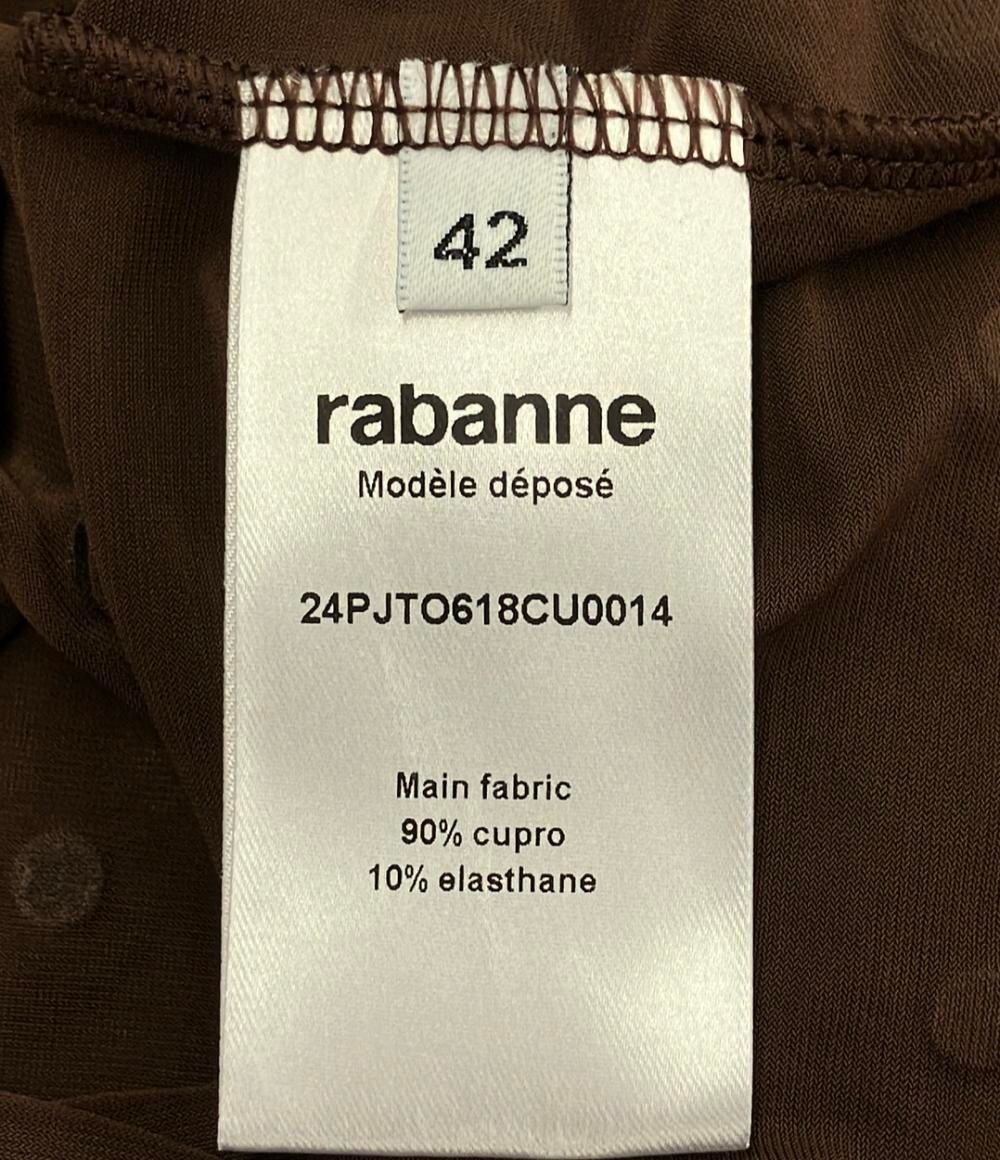 42
rabanne
Modèle déposé
24PJTO618CU0014
Main fabric
90% cupro
10% elasthane